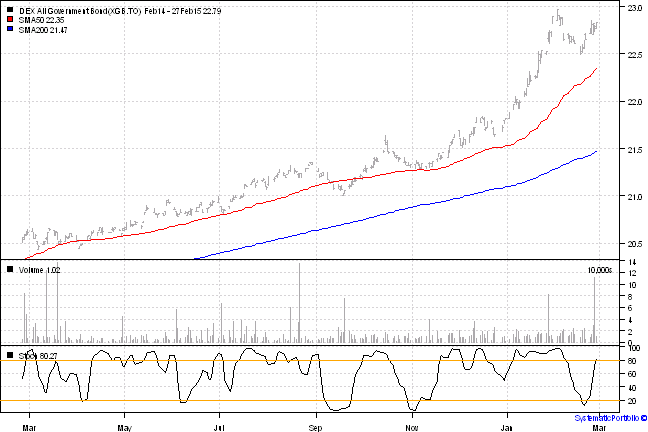 DEX All Government Bond(XGB.TO) Feb14 - 27Feb15 22.79
SMA50 22.35
SMA200 21.47
23.0
22.5
22.0
21.5
21.0
20.5
Volume 1.02
10,000s
14
12
10
8
6
4
2
0
Stoch 80.27
100
80
60
40
20
Mar May Jul Sep Nov Jan Mar
SystematicPortfolio ©